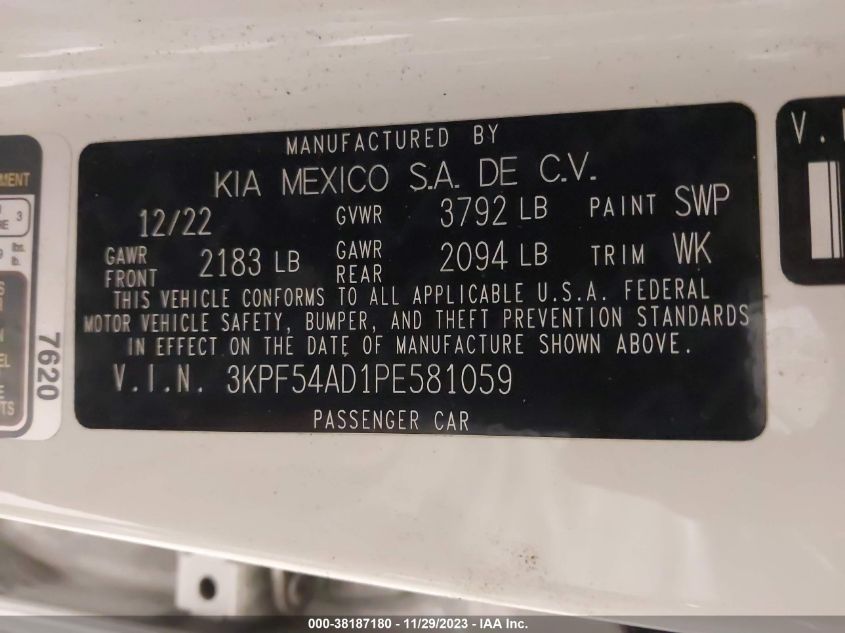 MANUFACTURED BY
KIA MEXICO S.A. DE C.V.
12/22 GVWR 3792 LB PAINT SWP
GAWR FRONT 2183 LB GAWR REAR 2094 LB TRIM WK
THIS VEHICLE CONFORMS TO ALL APPLICABLE U.S.A. FEDERAL
MOTOR VEHICLE SAFETY, BUMPER, AND THEFT PREVENTION STANDARDS
IN EFFECT ON THE DATE OF MANUFACTURE SHOWN ABOVE.
V.I.N. 3KPF54AD1PE581059
PASSENGER CAR
7620
3
lbs.
lb.
V.
000-38187180 - 11/29/2023 - IAA Inc.